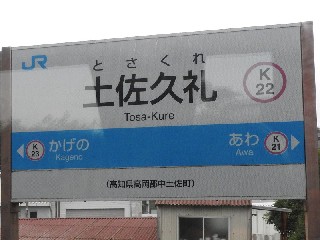 JR
とさくれ
土佐久礼
Tosa-Kure
K
22
K
23
かげの
Kageno
あわ
Awa
K
21
(高知県高岡郡中土佐町)